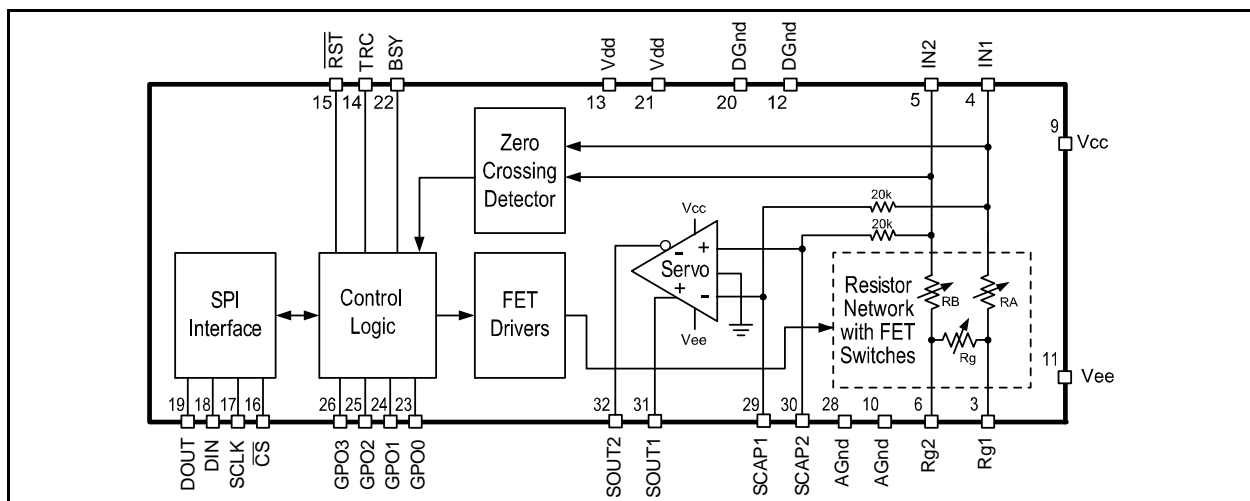 RST
TRC
BSY
Vdd
Vdd
DGnd
DGnd
IN2
IN1
15
14
22
13
21
20
12
5
4
9
Vcc
Zero
Crossing
Detector
20k
20k
Vcc
+
-
Servo
+
-
Vee
SPI
Interface
Control
Logic
FET
Drivers
Resistor
Network
with FET
Switches
RB
RA
Rg
11
Vee
19
18
17
16
26
25
24
23
32
31
29
30
28
10
6
3
DOUT
DIN
SCLK
CS
GPO3
GPO2
GPO1
GPO0
SOUT2
SOUT1
SCAP1
SCAP2
AGnd
AGnd
Rg2
Rg1